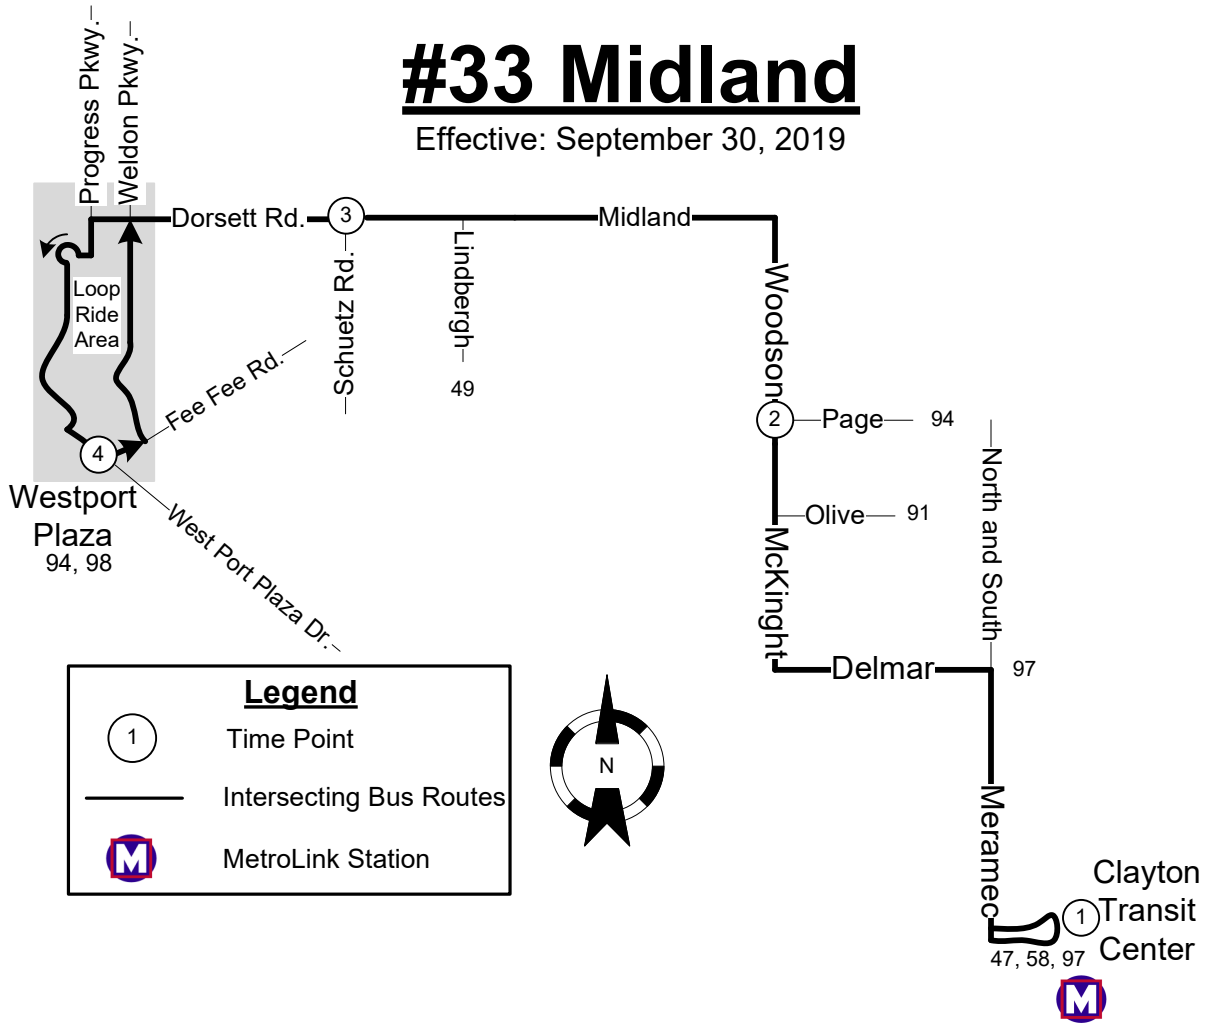 #33 Midland
Effective: September 30, 2019
Progress Pkwy.
Weldon Pkwy.
Dorsett Rd.
3
Midland
Loop
Ride
Area
Schuetz Rd.
Lindbergh
49
Woodson
Fee Fee Rd.
2
Page
94
4
North and South
Westport
Plaza
94, 98
Olive
91
West Port Plaza Dr.
McKinght
Delmar
97
Legend
1
Time Point
Intersecting Bus Routes
M
MetroLink Station
N
Meramec
1
Clayton
Transit
Center
47, 58, 97
M